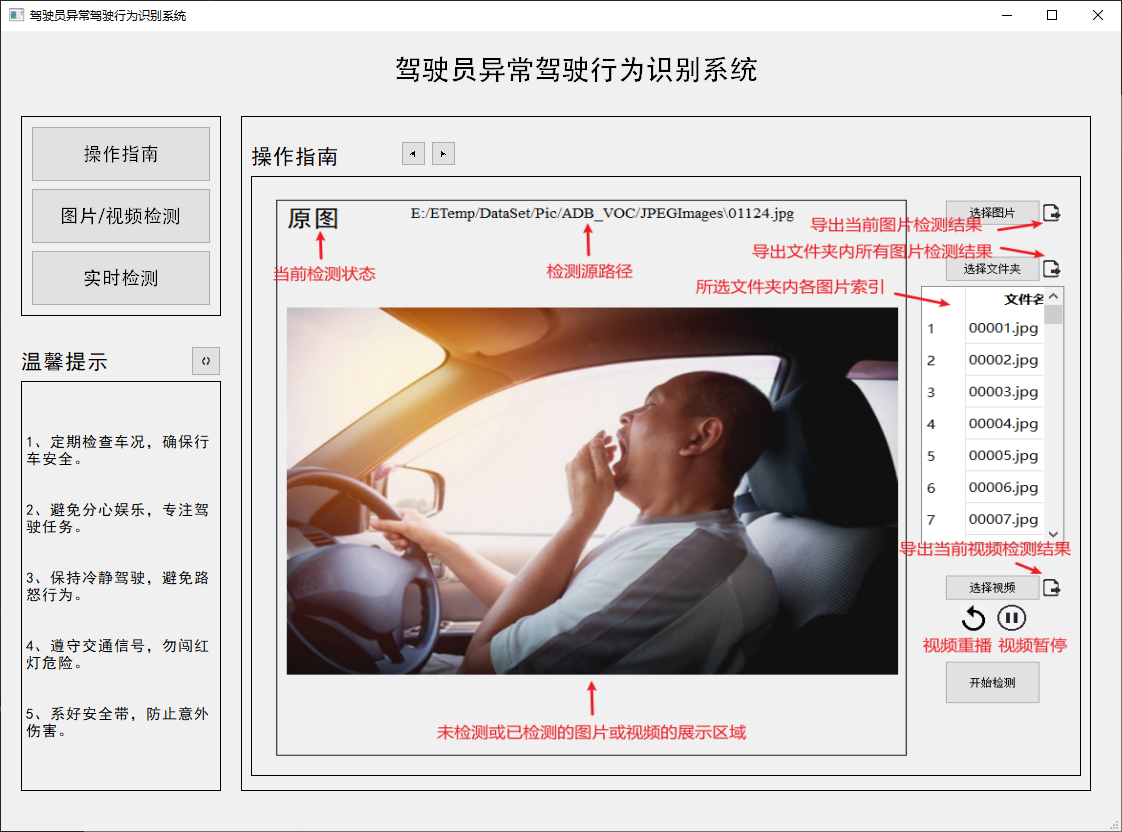 驾驶员异常驾驶行为识别系统
驾驶员异常驾驶行为识别系统
操作指南
图片/视频检测
实时检测
温馨提示
1、定期检查车况，确保行
车安全。
2、避免分心娱乐，专注驾
驶任务。
3、保持冷静驾驶，避免路
怒行为。
4、遵守交通信号，勿闯红
灯危险。
5、系好安全带，防止意外
伤害。
操作指南
原图
E:/ETemp/DataSet/Pic/ADB_VOC/JPEGImages\01124.jpg
当前检测状态
检测源路径
选择图片
导出当前图片检测结果
导出文件夹内所有图片检测结果
选择文件夹
所选文件夹内各图片索引
文件名
1 00001.jpg
2 00002.jpg
3 00003.jpg
4 00004.jpg
5 00005.jpg
6 00006.jpg
7 00007.jpg
导出当前视频检测结果
选择视频
视频重播 视频暂停
开始检测
未检测或已检测的图片或视频的展示区域